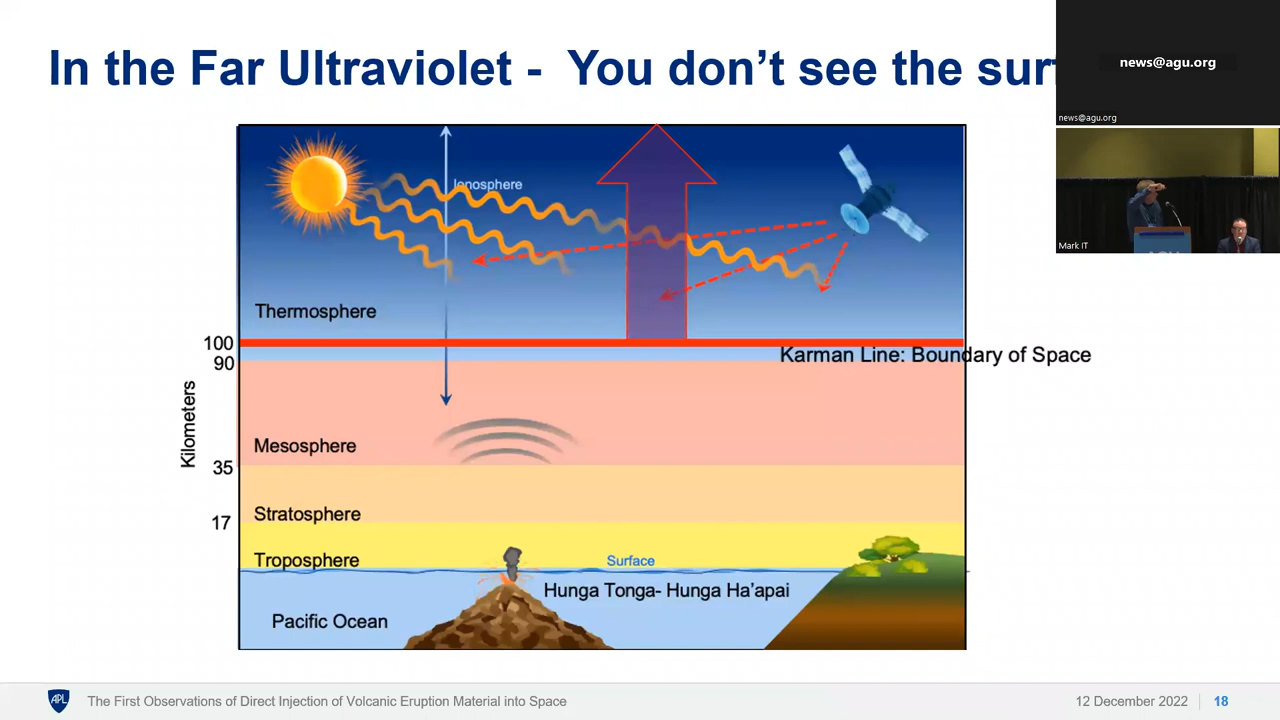 In the Far Ultraviolet - You don't see the
news@agu.org
news@agu.org
Mark IT
Ionosphere
Thermosphere
100
Karman Line: Boundary of Space
90
Kilometers
Mesosphere
35
Stratosphere
17
Troposphere
Surface
Hunga Tonga- Hunga Ha'apai
Pacific Ocean
APL
The First Observations of Direct Injection of Volcanic Eruption Material into Space
12 December 2022
18